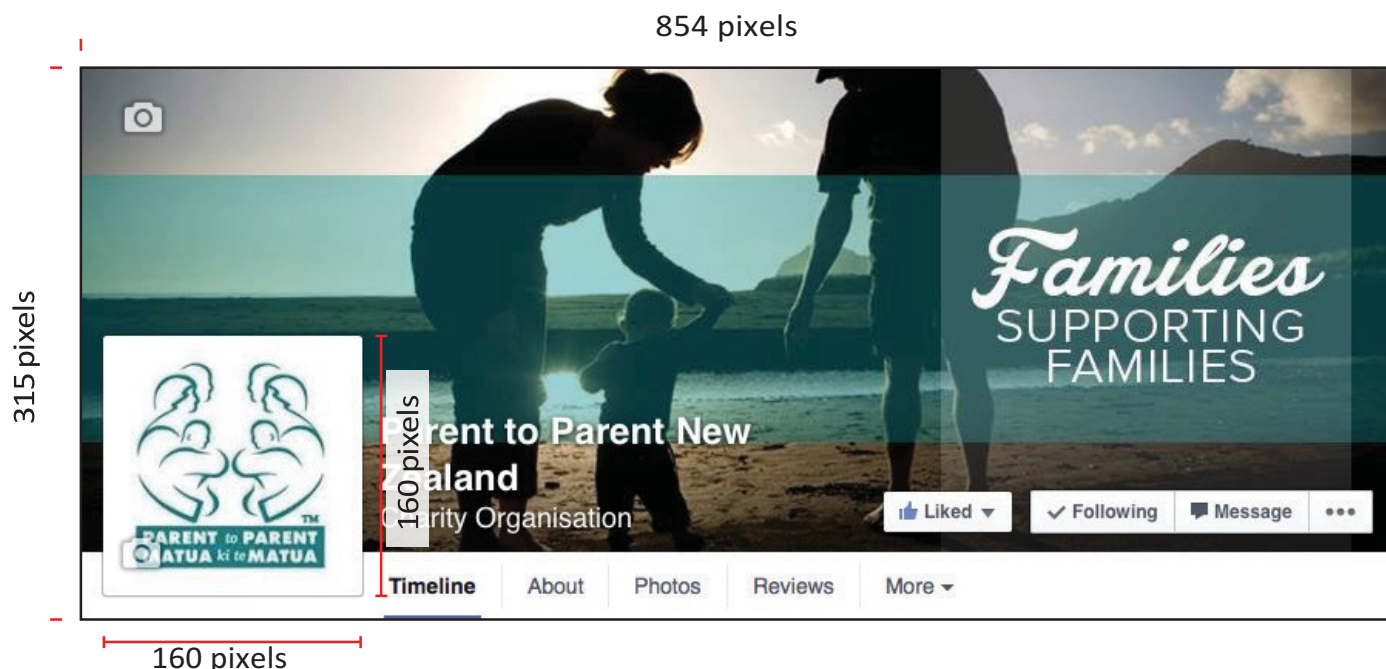 854 pixels
315 pixels
Families
SUPPORTING
FAMILIES
160 pixels
Parent to Parent New
Zealand
Charity Organisation
TM
PARENT to PARENT
MATUA ki te MATUA
Liked
Following
Message
Timeline
About
Photos
Reviews
More
160 pixels